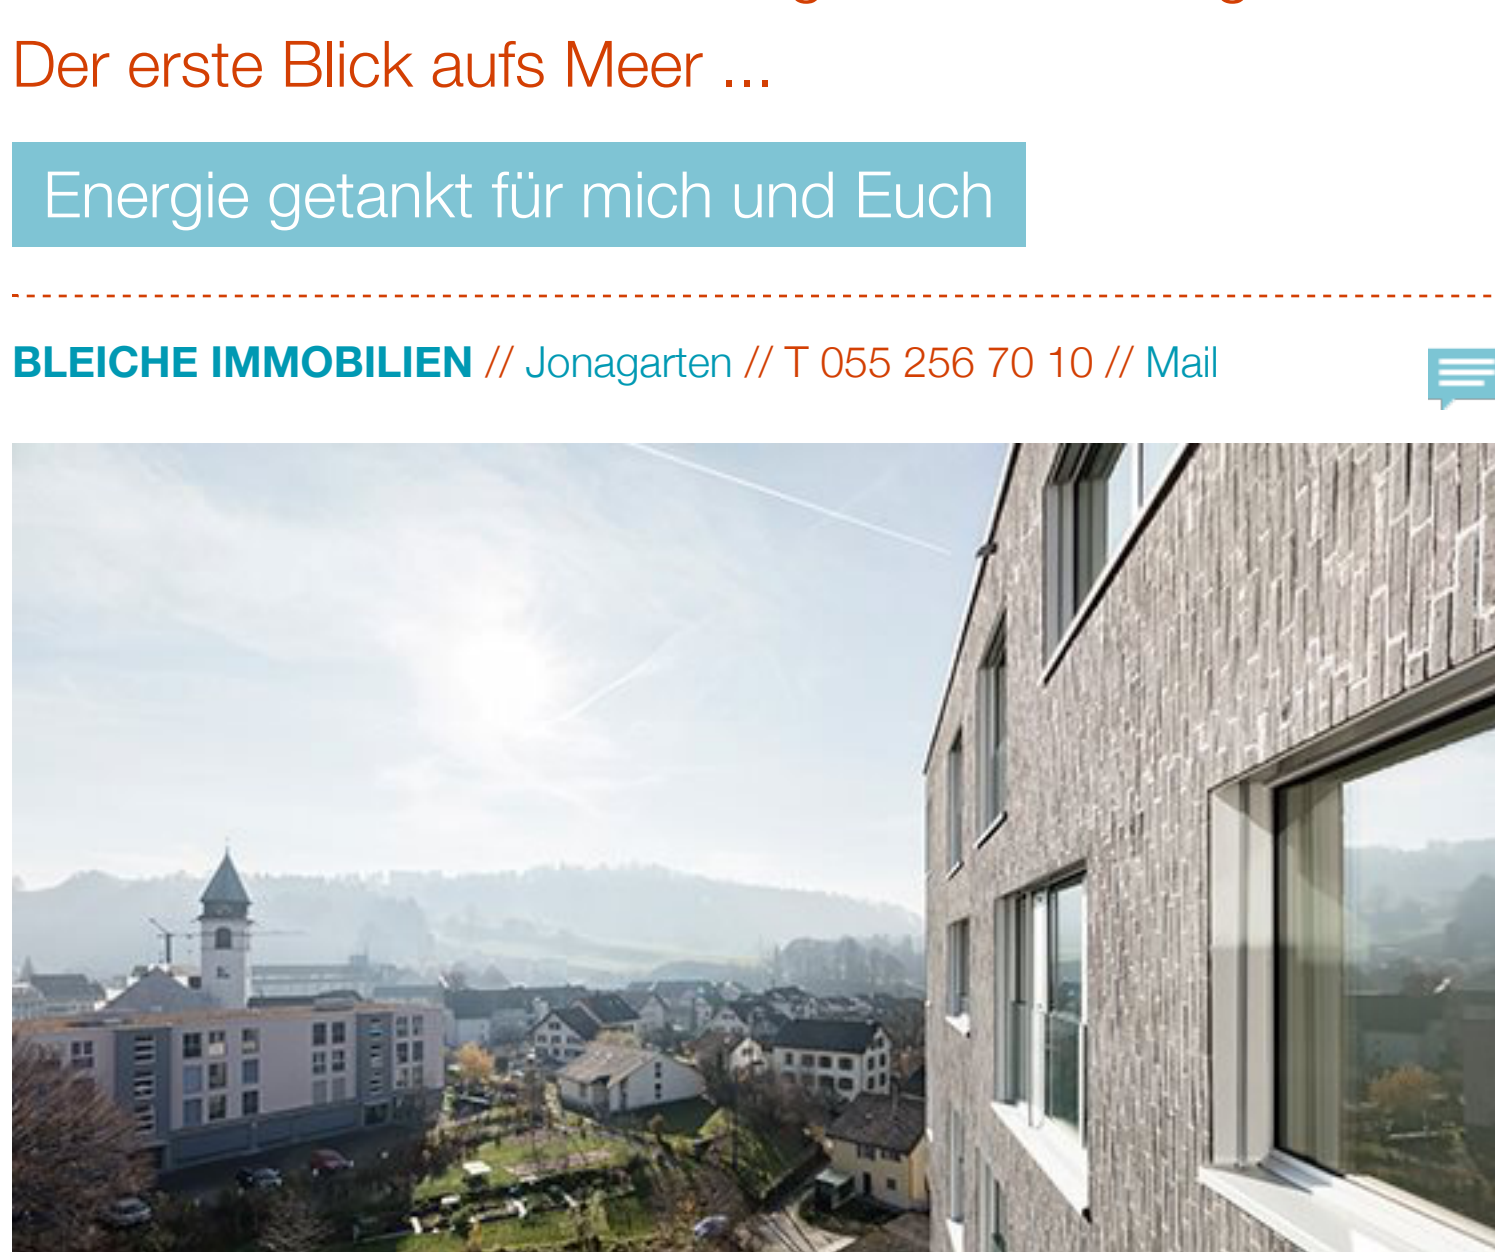 Der erste Blick aufs Meer ...
Energie getankt für mich und Euch
BLEICHE IMMOBILIEN // Jonagarten // T 055 256 70 10 // Mail